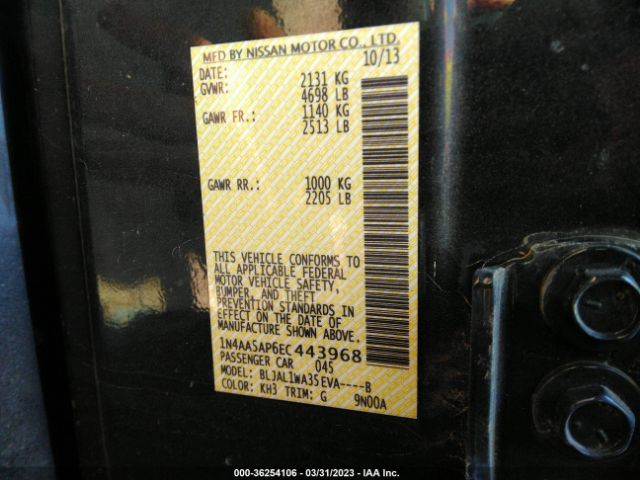 MFD BY NISSAN MOTOR CO., LTD.
DATE: 10/13
GVWR: 2131 KG
4698 LB
GAWR FR.: 1140 KG
2513 LB
GAWR RR.: 1000 KG
2205 LB
THIS VEHICLE CONFORMS TO
ALL APPLICABLE FEDERAL
MOTOR VEHICLE SAFETY,
BUMPER, AND THEFT
PREVENTION STANDARDS IN
EFFECT ON THE DATE OF
MANUFACTURE SHOWN ABOVE.
1N4AA5AP6EC443968
PASSENGER CAR 045
MODEL: BLJALIWA35EVA----B
COLOR: KH3 TRIM: G 9N00A
000-36254106 - 03/31/2023 - IAA Inc.